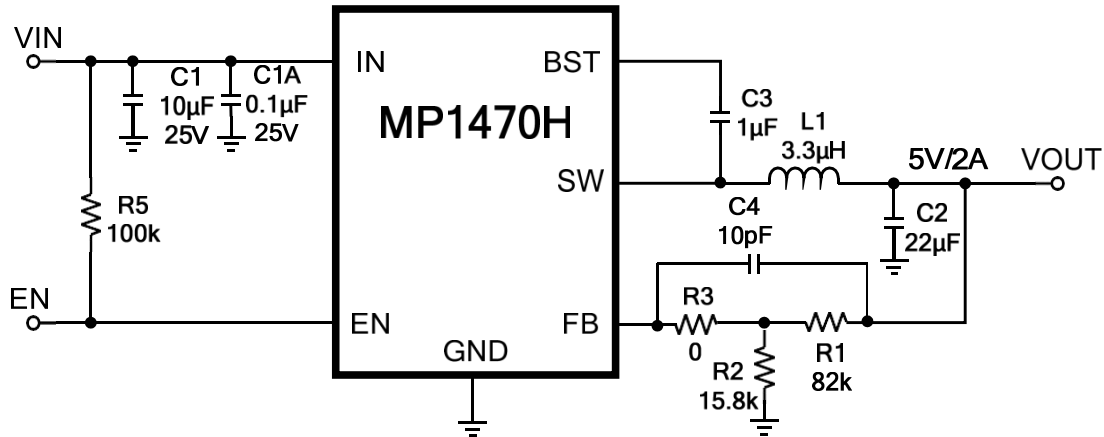 VIN
C1
10μF
25V
C1A
0.1μF
25V
IN
BST
MP1470H
C3
1μF
L1
3.3μH
5V/2A
VOUT
SW
C4
10pF
C2
22μF
R5
100k
EN
EN
FB
GND
R3
0
R2
15.8k
R1
82k